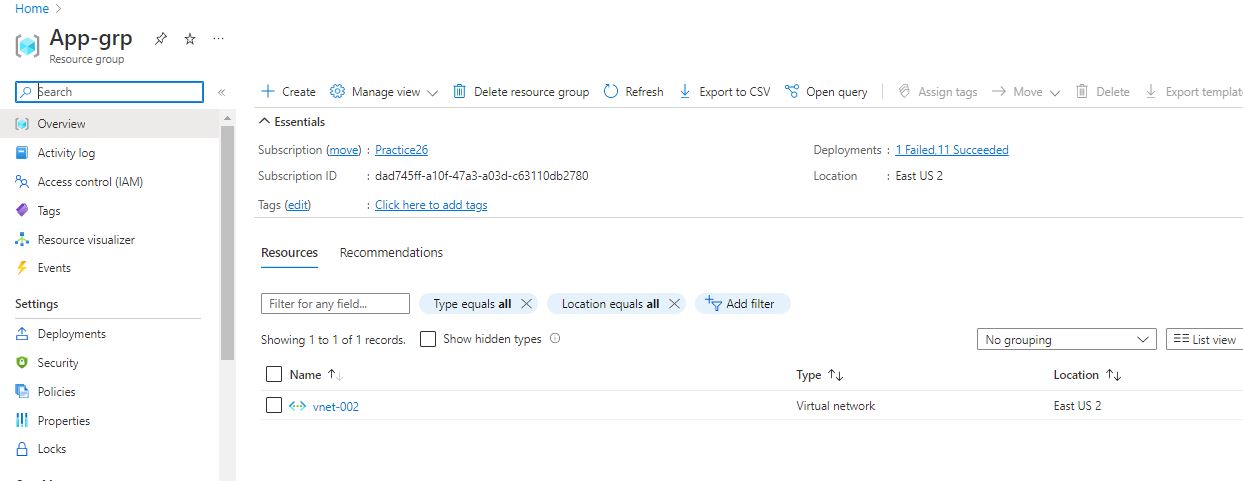 Home
App-grp
Resource group
Search
Create Manage view Delete resource group Refresh Export to CSV Open query Assign tags Move Delete Export template
Overview
Activity log
Access control (IAM)
Tags
Resource visualizer
Events
Settings
Deployments
Security
Policies
Properties
Locks
Essentials
Subscription (move) : Practice26
Subscription ID : dad745ff-a10f-47a3-a03d-c63110db2780
Tags (edit) : Click here to add tags
Deployments : 1 Failed,11 Succeeded
Location : East US 2
Resources Recommendations
Filter for any field... Type equals all Location equals all Add filter
Showing 1 to 1 of 1 records. Show hidden types No grouping List view
Name Type Location
vnet-002 Virtual network East US 2